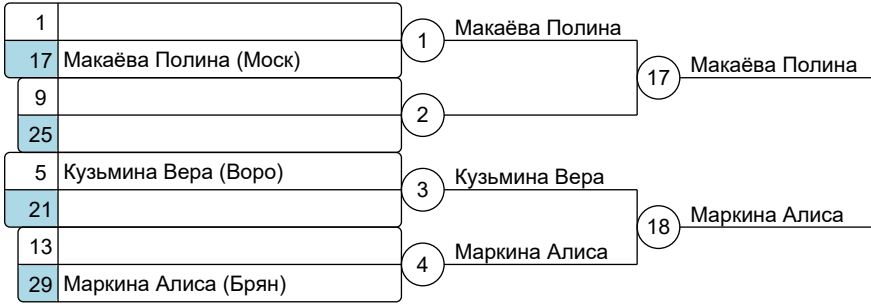 1
17 Макаёва Полина (Моск)
1 Макаёва Полина
17 Макаёва Полина
9
25
2
5 Кузьмина Вера (Воро)
21
3 Кузьмина Вера
18 Маркина Алиса
13
29 Маркина Алиса (Брян)
4 Маркина Алиса